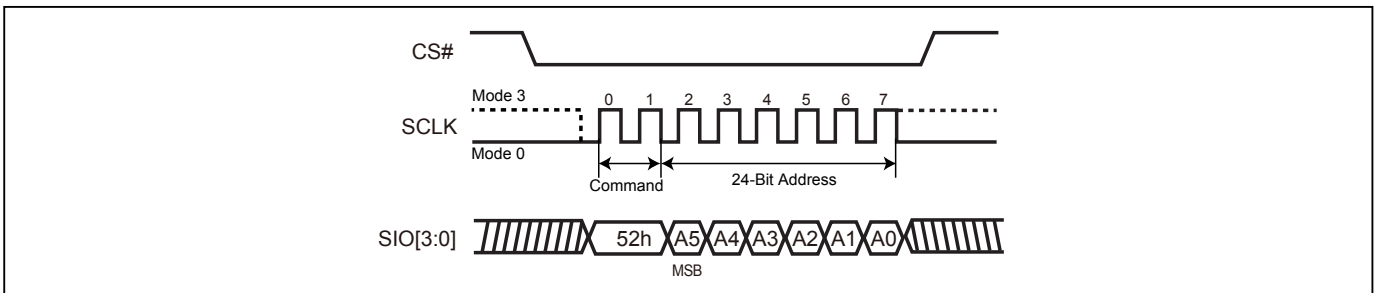 CS#
Mode 3
0 1 2 3 4 5 6 7
SCLK
Mode 0
Command
24-Bit Address
SIO[3:0]
52h A5 A4 A3 A2 A1 A0
MSB